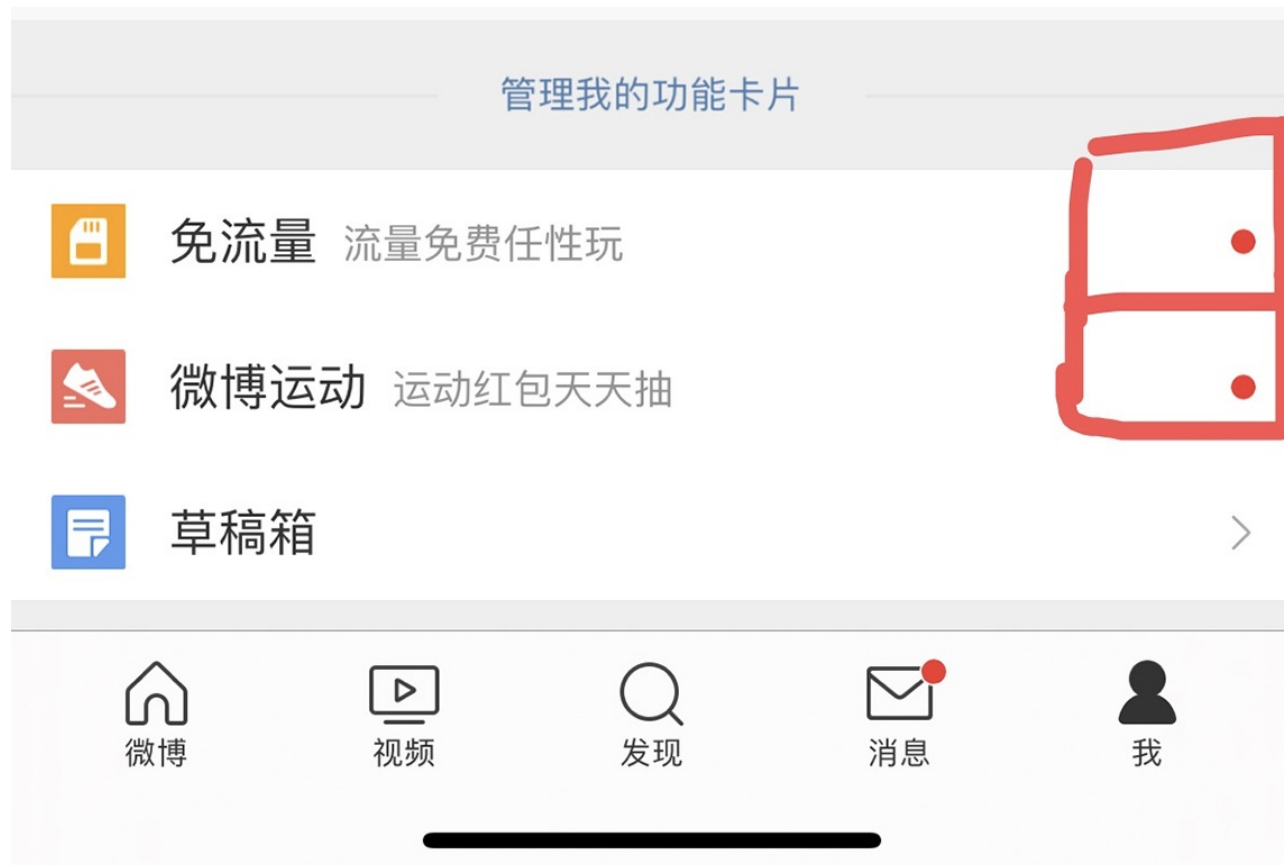 管理我的功能卡片
免流量 流量免费任性玩
微博运动 运动红包天天抽
草稿箱
微博 视频 发现 消息 我